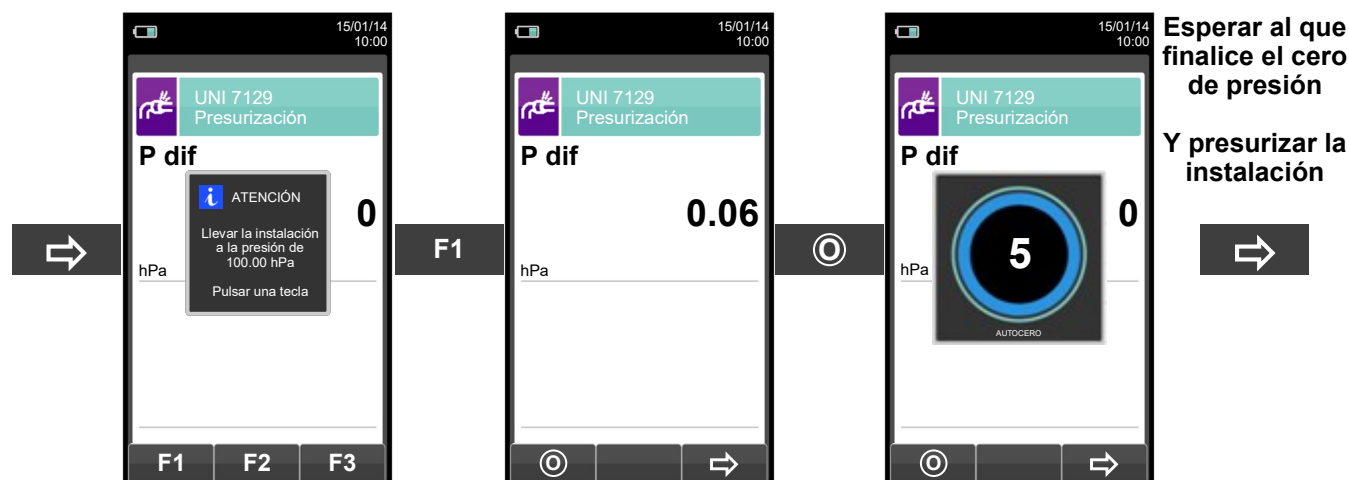 15/01/14
10:00
UNI 7129
Presurización
P dif
ATENCIÓN
Llevar la instalación
a la presión de
100.00 hPa
Pulsar una tecla
0
hPa
F1 F2 F3
F1
15/01/14
10:00
UNI 7129
Presurización
P dif
0.06
hPa
15/01/14
10:00
UNI 7129
Presurización
P dif
5
AUTOCERO
0
hPa
Esperar al que
finalice el cero
de presión
Y presurizar la
instalación